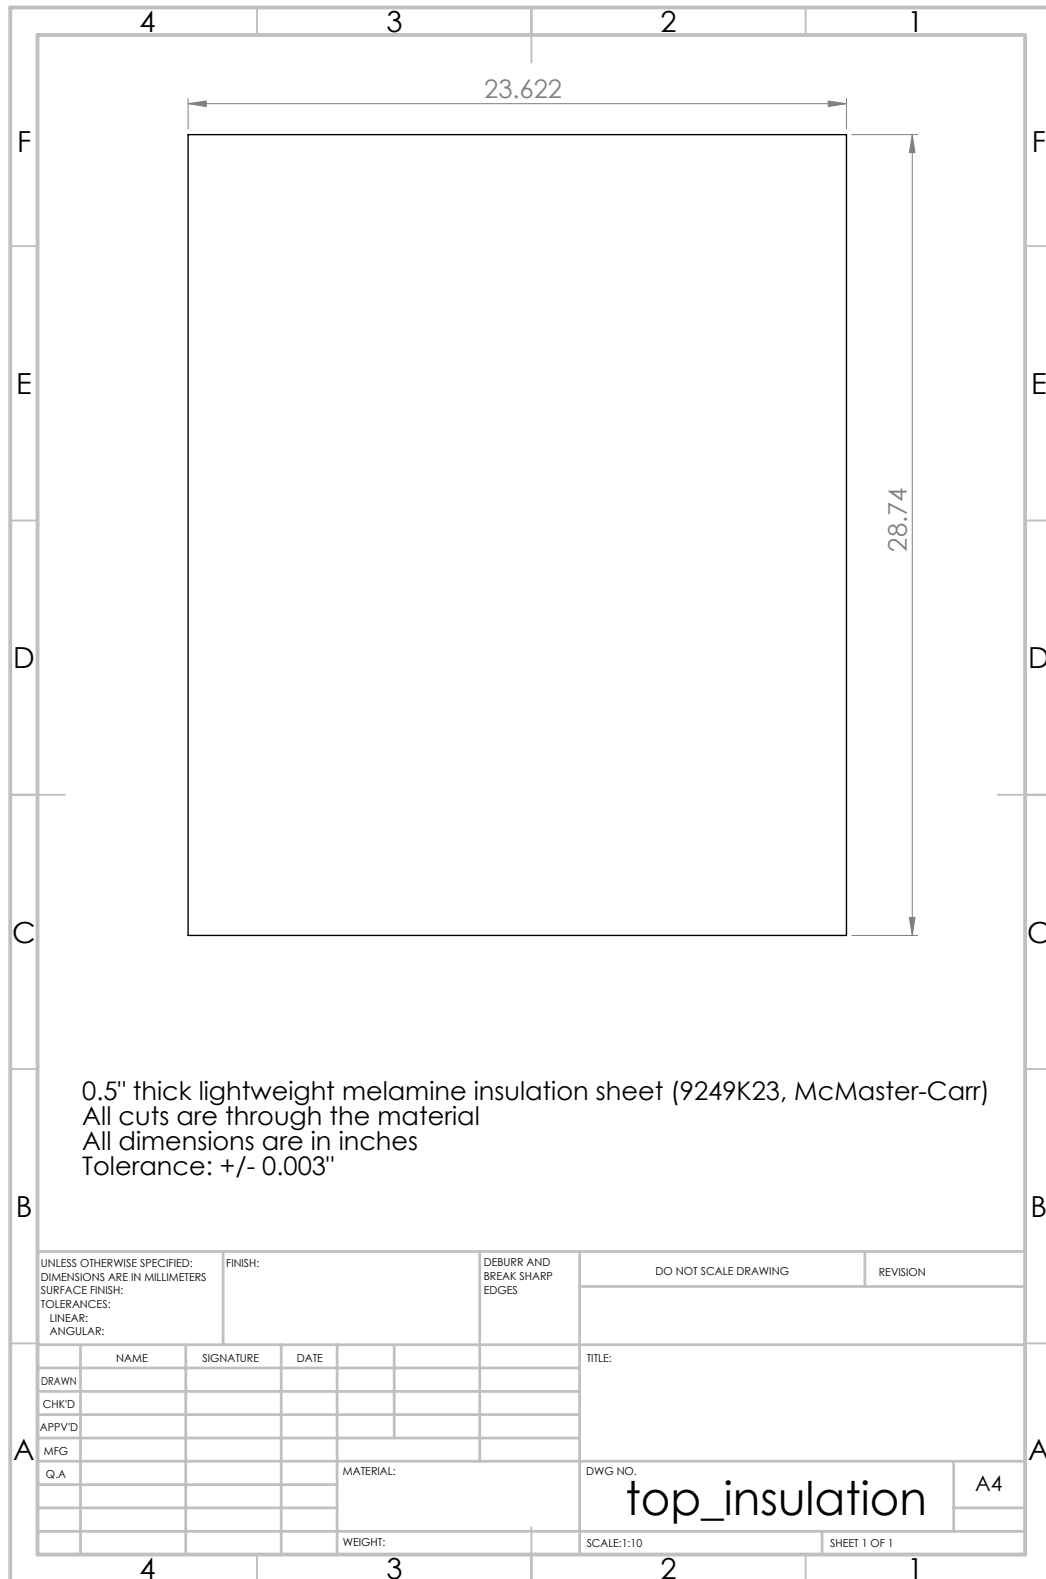 4 3 2 1
23.622
F F
E E
28.74
D D
C C
0.5" thick lightweight melamine insulation sheet (9249K23, McMaster-Carr)
All cuts are through the material
All dimensions are in inches
Tolerance: +/- 0.003"
B B
UNLESS OTHERWISE SPECIFIED:
DIMENSIONS ARE IN MILLIMETERS
SURFACE FINISH:
TOLERANCES:
LINEAR:
ANGULAR:
FINISH:
DEBURR AND
BREAK SHARP
EDGES
DO NOT SCALE DRAWING
REVISION
NAME SIGNATURE DATE
TITLE:
DRAWN
CHK'D
APPV'D
MFG
Q.A
A A
MATERIAL:
DWG NO.
top_insulation
A4
WEIGHT:
SCALE:1:10
SHEET 1 OF 1
4 3 2 1